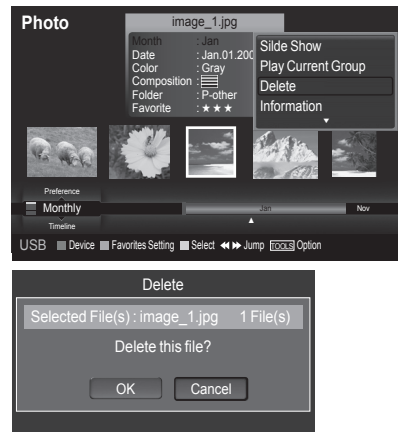 Photo
image_1.jpg
Month : Jan
Date : Jan.01.200
Color : Gray
Composition :
Folder : P-other
Favorite : ★ ★ ★
Silde Show
Play Current Group
Delete
Information
Preference
Monthly
Timeline
Jan
Nov
USB Device Favorites Setting Select ◀◀ ▶▶ Jump TOOLS Option
Delete
Selected File(s) : image_1.jpg 1 File(s)
Delete this file?
OK Cancel